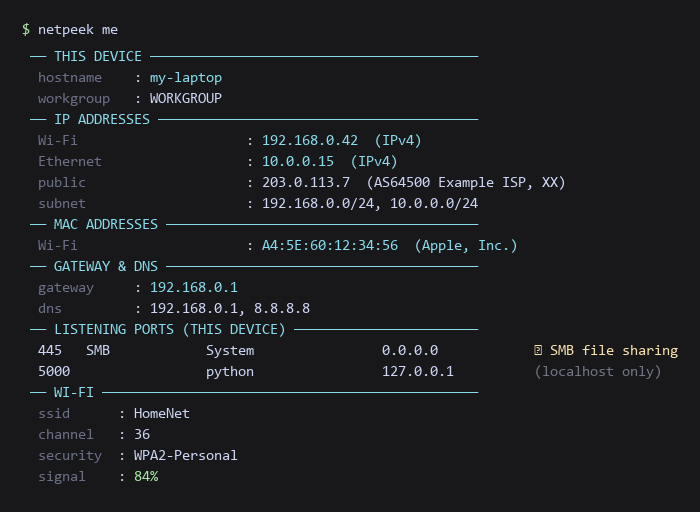 $ netpeek me
── THIS DEVICE ─────────────────────────────────────────
hostname    : my-laptop
workgroup   : WORKGROUP
── IP ADDRESSES ────────────────────────────────────────
Wi-Fi                     : 192.168.0.42  (IPv4)
Ethernet                  : 10.0.0.15  (IPv4)
public                    : 203.0.113.7  (AS64500 Example ISP, XX)
subnet                    : 192.168.0.0/24, 10.0.0.0/24
── MAC ADDRESSES ───────────────────────────────────────
Wi-Fi                     : A4:5E:60:12:34:56  (Apple, Inc.)
── GATEWAY & DNS ───────────────────────────────────────
gateway     : 192.168.0.1
dns         : 192.168.0.1, 8.8.8.8
── LISTENING PORTS (THIS DEVICE) ───────────────────────
445   SMB            System                0.0.0.0            SMB file sharing
5000                 python                127.0.0.1          (localhost only)
── WI-FI ───────────────────────────────────────────────
ssid      : HomeNet
channel   : 36
security  : WPA2-Personal
signal    : 84%